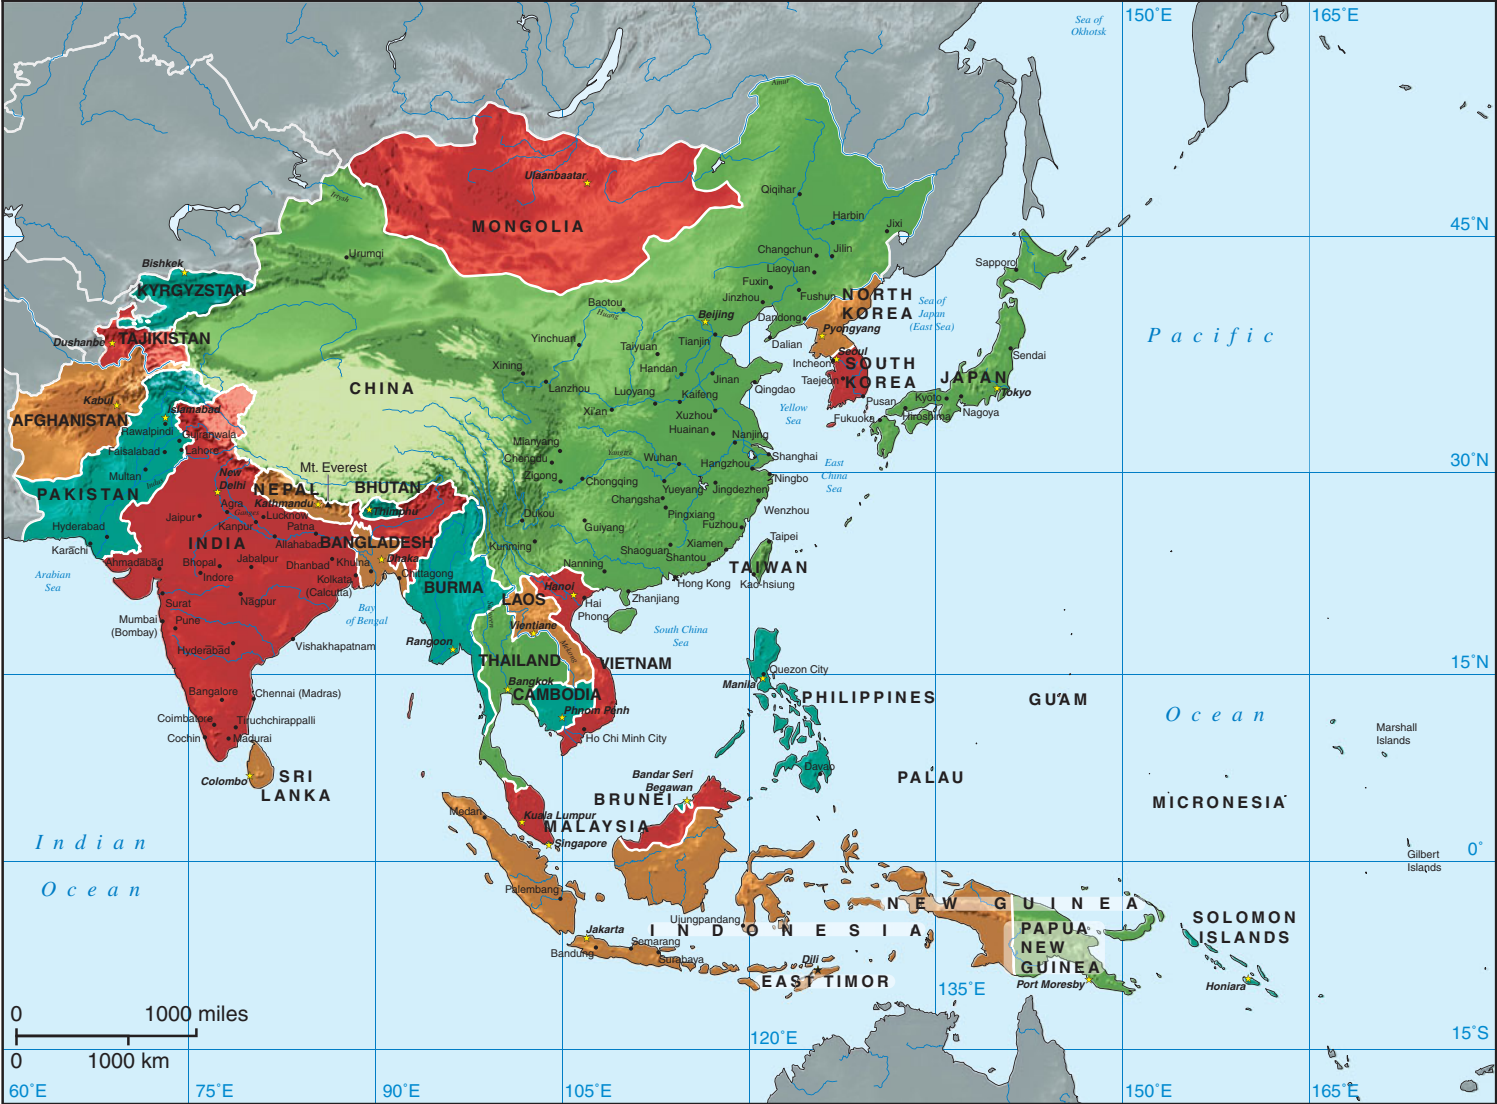 150°E
165°E
Sea of
Okhotsk
Amur
Ulaanbaatar
Qiqihar
Irtysh
MONGOLIA
Harbin
Jixi
45°N
Urumqi
Changchun
Jilin
Bishkek
Liaoyuan
Sapporo
KYRGYZSTAN
Fuxin
Baotou
Huang
Jinzhou
Fushun
NORTH
KOREA
Sea of
Japan
(East Sea)
Beijing
Dandong
Pyongyang
Pacific
Dushanbe
TAJIKISTAN
Yinchuan
Taiyuan
Tianjin
Dalian
Seoul
Sendai
Xining
Handan
Incheon
SOUTH
KOREA
CHINA
Lanzhou
Luoyang
Jinan
Qingdao
Taejeon
JAPAN
Kabul
Kaifeng
Pusan
Kyoto
Tokyo
Islamabad
Xi'an
Xuzhou
Yellow
Sea
Fukuoka
Hiroshima
Nagoya
AFGHANISTAN
Rawalpindi
Gujranwala
Huainan
Faisalabad
Lahore
Mianyang
Nanjing
Chengdu
Yangtze
Wuhan
Hangzhou
Shanghai
30°N
Multan
Indus
New
Delhi
Mt. Everest
Zigong
Chongqing
Yueyang
Jingdezhen
Ningbo
East
China
Sea
PAKISTAN
NEPAL
BHUTAN
Changsha
Agra
Ganges
Kathmandu
Thimphu
Pingxiang
Wenzhou
Jaipur
Kanpur
Lucknow
Dukou
Guiyang
Fuzhou
Hyderabad
Patna
Karachi
INDIA
Allahabad
BANGLADESH
Kunming
Shaoguan
Xiamen
Taipei
Ahmadabad
Bhopal
Jabalpur
Dhanbad
Khulna
Dhaka
Nanning
Shantou
TAIWAN
Arabian
Sea
Indore
Kolkata
(Calcutta)
Chittagong
BURMA
Hanoi
Hong Kong
Kao-hsiung
Surat
Nagpur
LAOS
Hai
Phong
Zhanjiang
Mumbai
(Bombay)
Pune
Bay
of Bengal
Vientiane
South China
Sea
Hyderabad
Vishakhapatnam
Rangoon
Mekong
THAILAND
VIETNAM
15°N
Bangkok
Quezon City
Manila
Bangalore
Chennai (Madras)
CAMBODIA
PHILIPPINES
GUAM
Coimbatore
Tiruchchirappalli
Phnom Penh
Ocean
Cochin
Madurai
Ho Chi Minh City
Marshall
Islands
Colombo
SRI
LANKA
Bandar Seri
Begawan
Davao
PALAU
BRUNEI
MICRONESIA
Medan
Kuala Lumpur
MALAYSIA
Indian
Singapore
0°
Gilbert
Islands
Ocean
Palembang
NEW GUINEA
Ujungpandang
INDONESIA
SOLOMON
ISLANDS
Jakarta
Semarang
PAPUA
NEW
GUINEA
Bandung
Surabaya
Dili
EAST TIMOR
135°E
Port Moresby
Honiara
0
1000 miles
0
1000 km
120°E
15°S
60°E
75°E
90°E
105°E
150°E
165°E